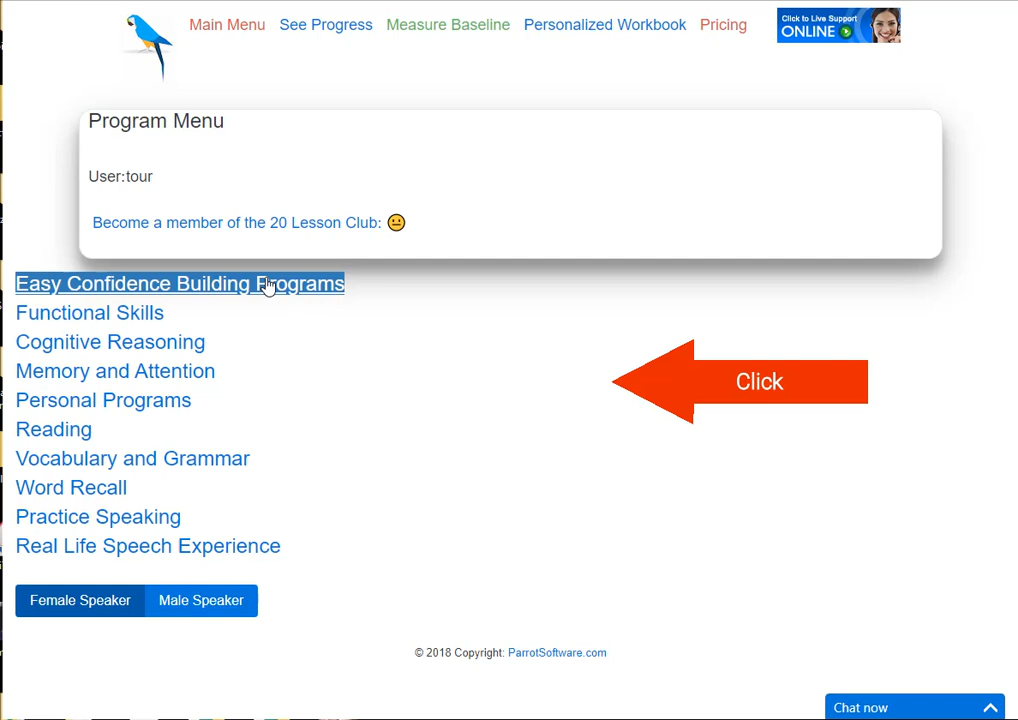 Main Menu See Progress Measure Baseline Personalized Workbook Pricing
Click to Live Support
ONLINE
Program Menu
User:tour
Become a member of the 20 Lesson Club:
Easy Confidence Building Programs
Functional Skills
Cognitive Reasoning
Memory and Attention
Click
Personal Programs
Reading
Vocabulary and Grammar
Word Recall
Practice Speaking
Real Life Speech Experience
Female Speaker Male Speaker
© 2018 Copyright: ParrotSoftware.com
Chat now